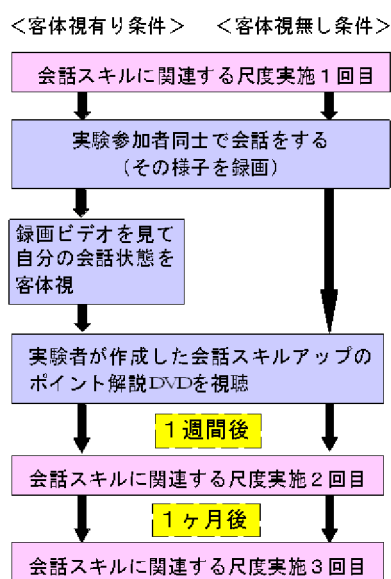 ＜客体視有り条件＞　＜客体視無し条件＞
会話スキルに関連する尺度実施１回目
実験参加者同士で会話をする
（その様子を録画）
録画ビデオを見て
自分の会話状態を
客体視
実験者が作成した会話スキルアップの
ポイント解説DVDを視聴
１週間後
会話スキルに関連する尺度実施２回目
１ヶ月後
会話スキルに関連する尺度実施３回目